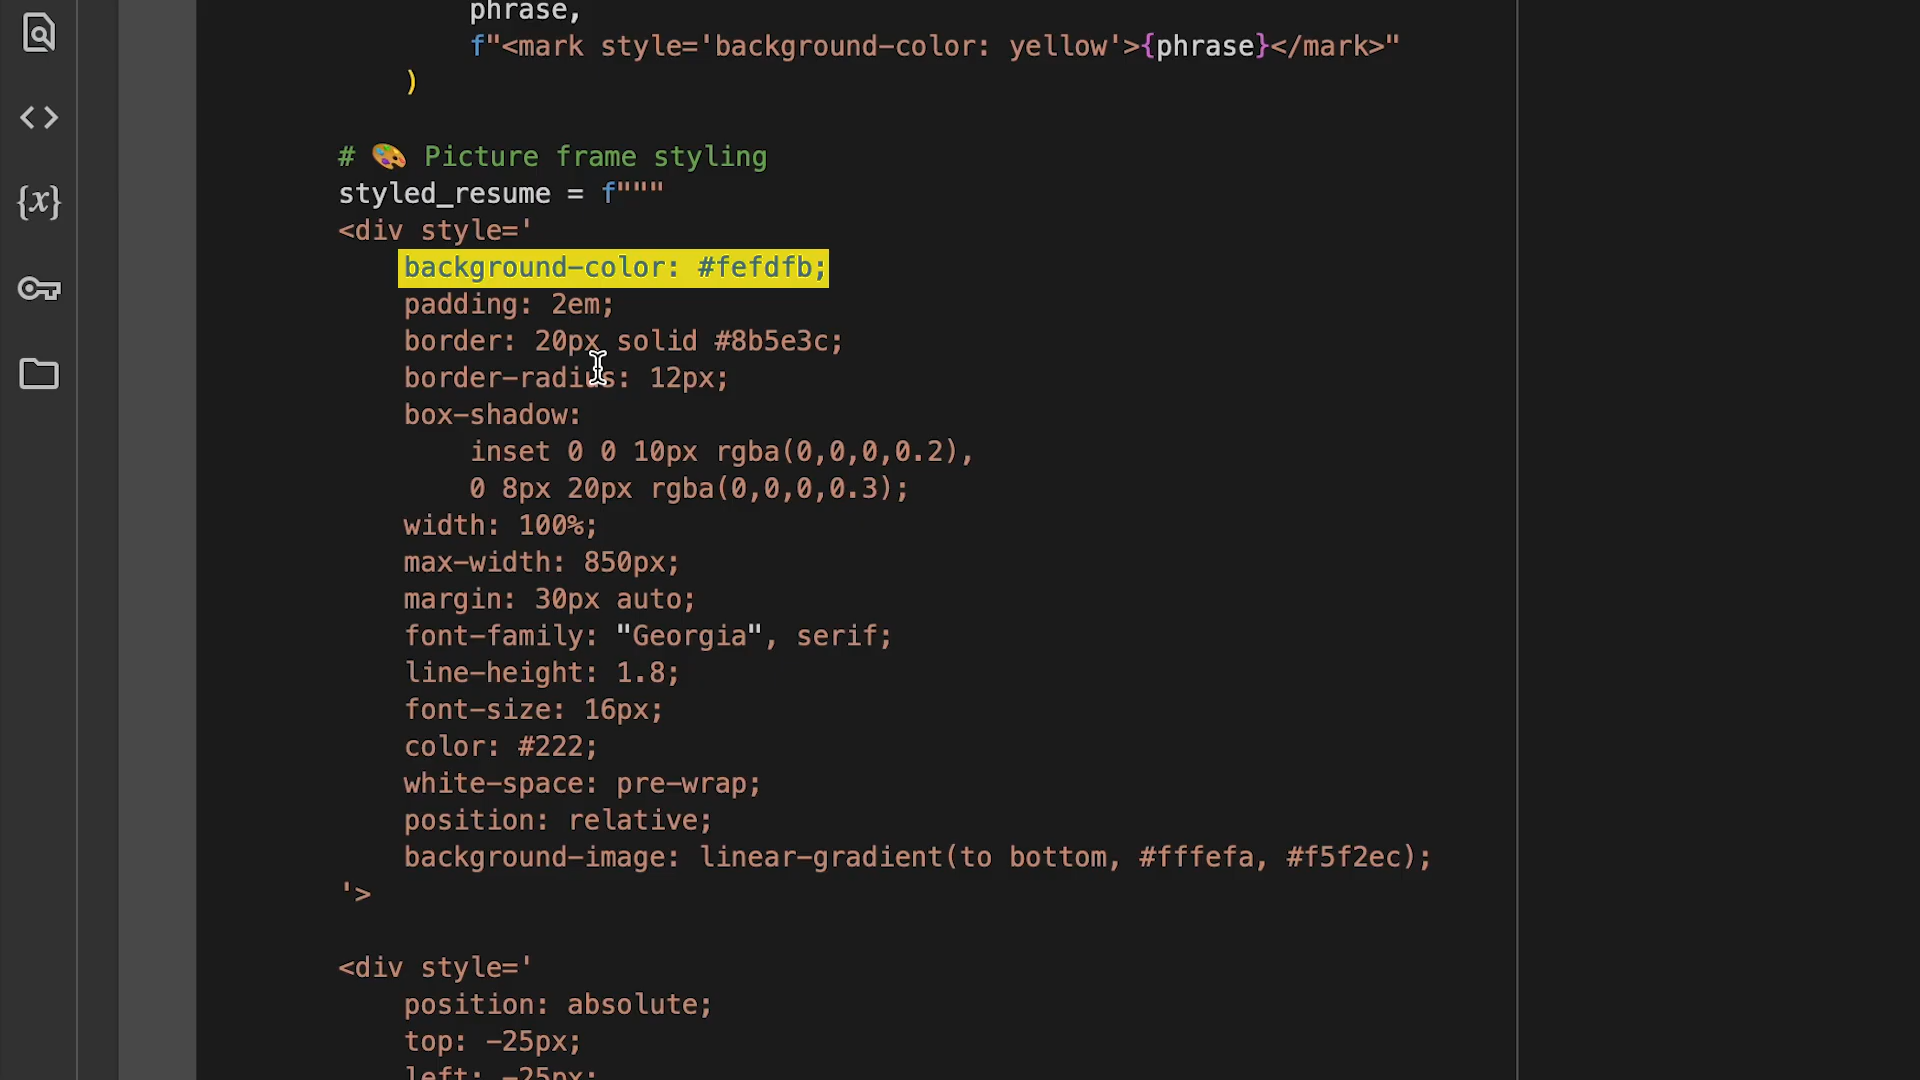 phrase,
f"<mark style='background-color: yellow'>{phrase}</mark>"
)
# 🎨 Picture frame styling
styled_resume = f"""
<div style='
background-color: #fefdfb;
padding: 2em;
border: 20px solid #8b5e3c;
border-radius: 12px;
box-shadow:
inset 0 0 10px rgba(0,0,0,0.2),
0 8px 20px rgba(0,0,0,0.3);
width: 100%;
max-width: 850px;
margin: 30px auto;
font-family: "Georgia", serif;
line-height: 1.8;
font-size: 16px;
color: #222;
white-space: pre-wrap;
position: relative;
background-image: linear-gradient(to bottom, #fffefa, #f5f2ec);
'>
<div style='
position: absolute;
top: -25px;
left: -25px;